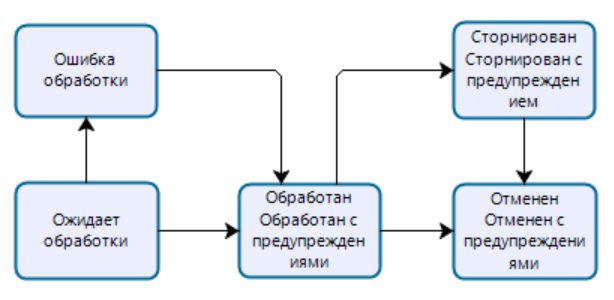 Ошибка
обработки
Сторнирован
Сторнирован с
предупрежден
ием
Ожидает
обработки
Обработан
Обработан с
предупрежден
иями
Отменен
Отменен с
предупреждени
ями